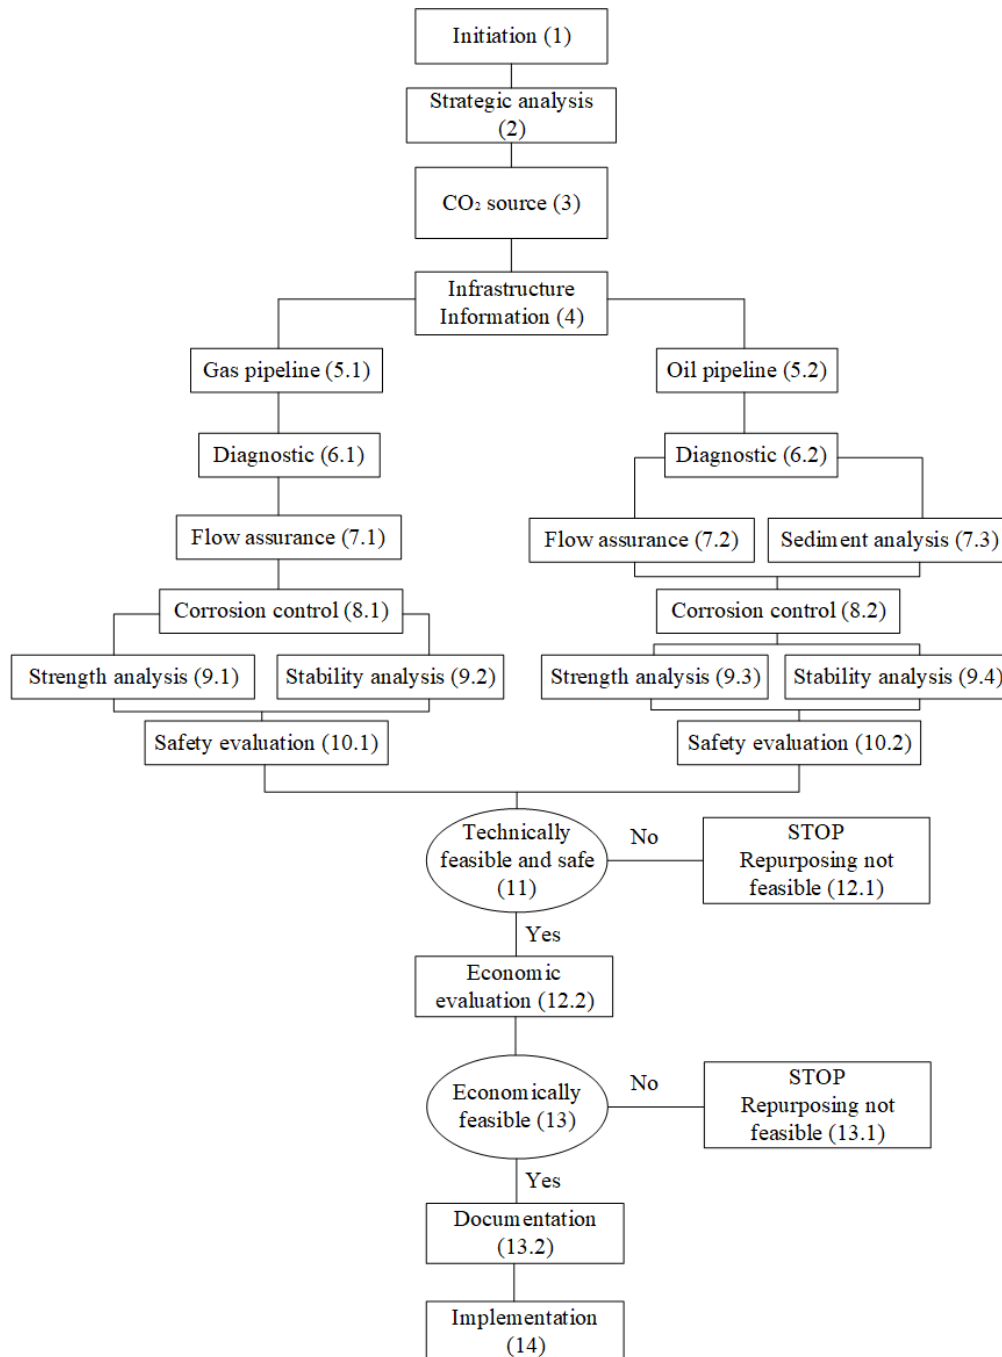 Initiation (1)
Strategic analysis
(2)
CO₂ source (3)
Infrastructure
Information (4)
Gas pipeline (5.1)
Oil pipeline (5.2)
Diagnostic (6.1)
Diagnostic (6.2)
Flow assurance (7.1)
Flow assurance (7.2)
Sediment analysis (7.3)
Corrosion control (8.1)
Corrosion control (8.2)
Strength analysis (9.1)
Stability analysis (9.2)
Strength analysis (9.3)
Stability analysis (9.4)
Safety evaluation (10.1)
Safety evaluation (10.2)
Technically
feasible and safe
(11)
No
STOP
Repurposing not
feasible (12.1)
Yes
Economic
evaluation (12.2)
Economically
feasible (13)
No
STOP
Repurposing not
feasible (13.1)
Yes
Documentation
(13.2)
Implementation
(14)